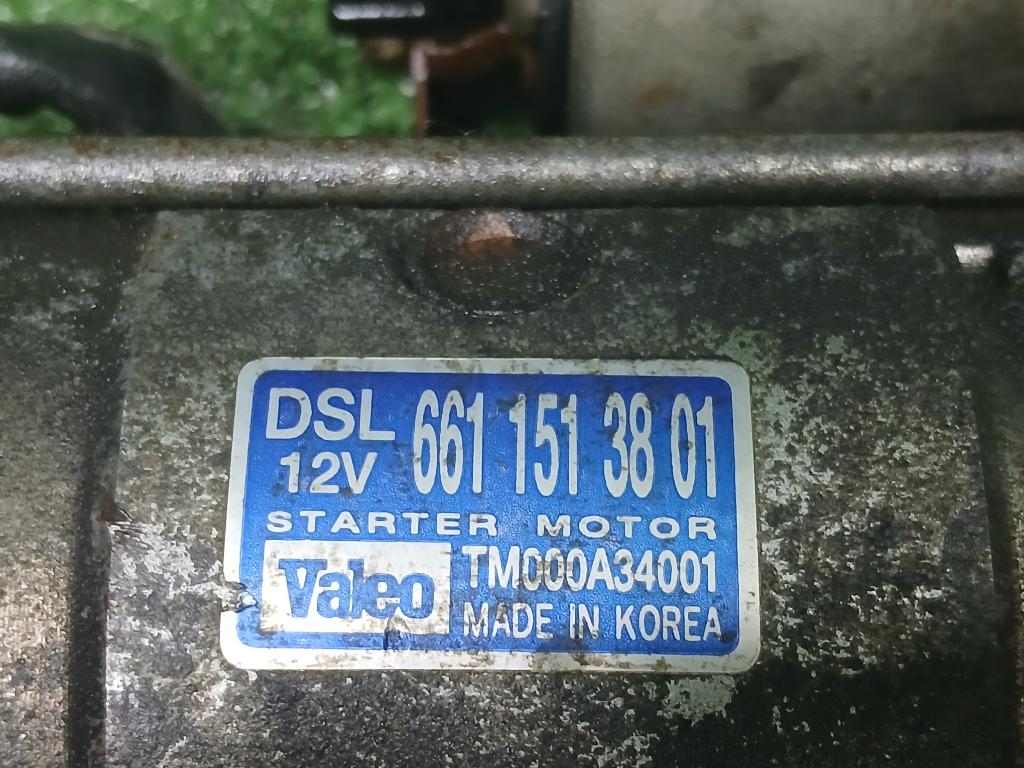 DSL 661 151 38 01
12V
STARTER MOTOR
Valeo TM000A34001
MADE IN KOREA